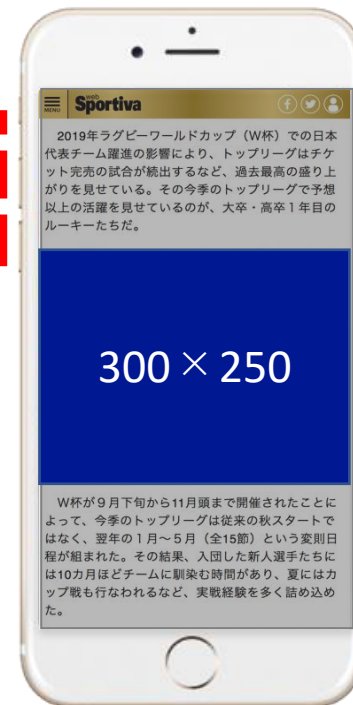 MENU
web
Sportiva
2019年ラグビーワールドカップ（W杯）での日本
代表チーム躍進の影響により、トップリーグはチケ
ット完売の試合が続出するなど、過去最高の盛り上
がりを見せている。その今季のトップリーグで予想
以上の活躍を見せているのが、大卒・高卒１年目の
ルーキーたちだ。
300×250
W杯が９月下旬から11月頭まで開催されたことに
よって、今季のトップリーグは従来の秋スタートで
はなく、翌年の１月～５月（全15節）という変則日
程が組まれた。その結果、入団した新人選手たちに
は10カ月ほどチームに馴染む時間があり、夏にはカ
ップ戦も行なわれるなど、実戦経験を多く詰め込め
た。